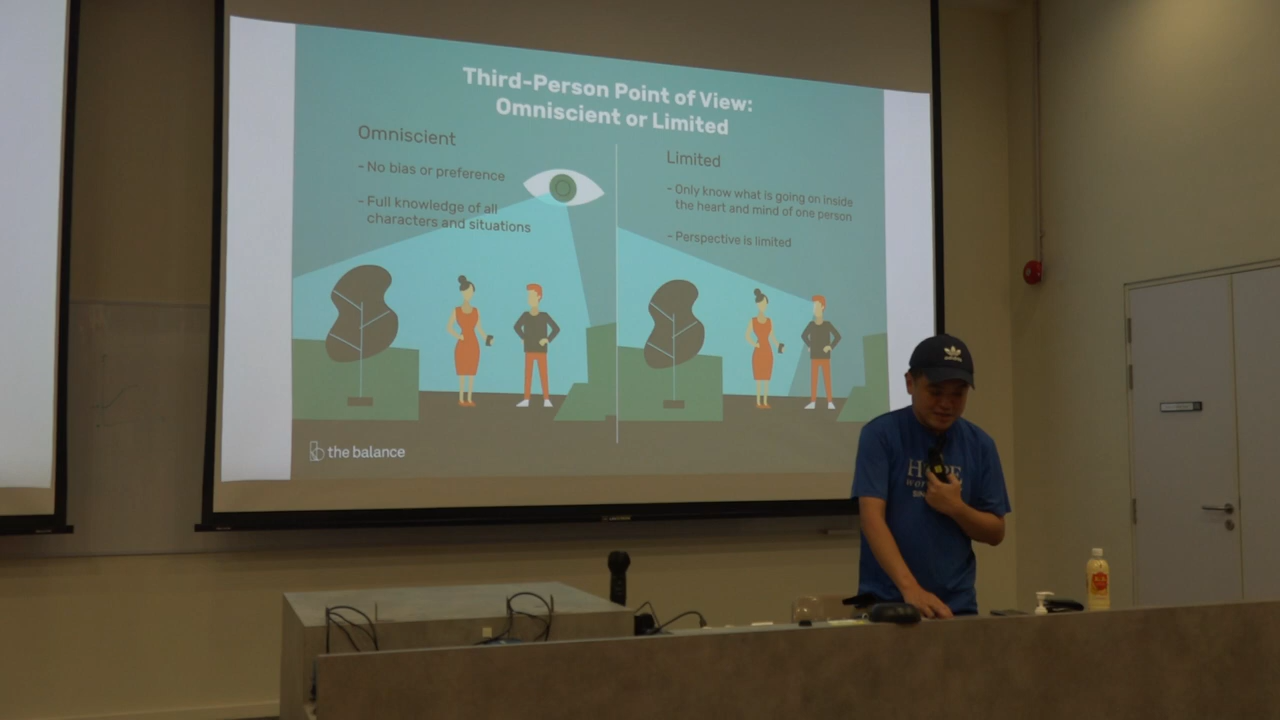 Third-Person Point of View:
Omniscient or Limited
Omniscient
- No bias or preference
- Full knowledge of all
characters and situations
Limited
- Only know what is going on inside
the heart and mind of one person
- Perspective is limited
the balance
adidas
HOPE